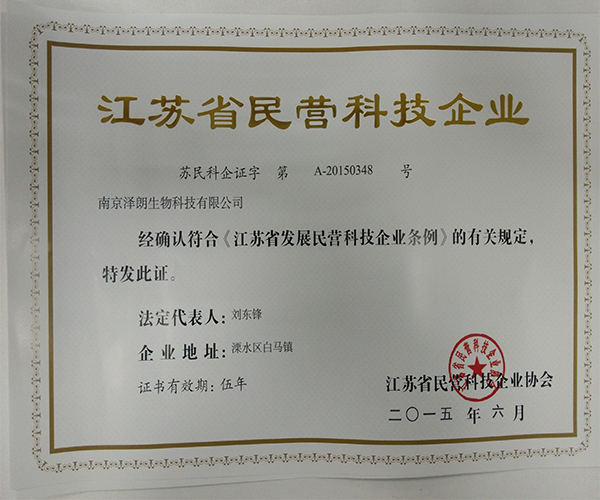 江苏省民营科技企业
苏民科企证字 第 A-20150348 号
南京泽朗生物科技有限公司
经确认符合《江苏省发展民营科技企业条例》的有关规定，
特发此证。
法定代表人：刘东锋
企业地址：溧水区白马镇
证书有效期：伍年
江苏省民营科技企业协会
二〇一五 年 六 月